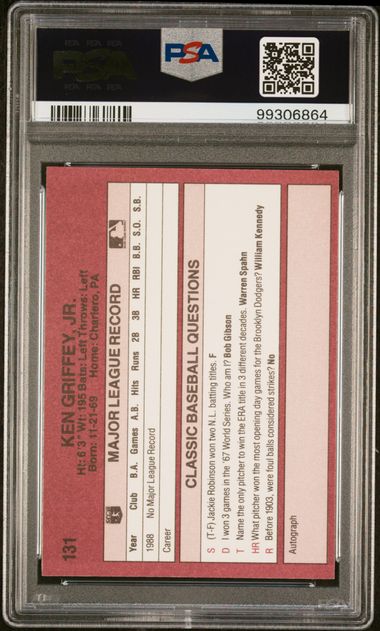 PSA
99306864
131
KEN GRIFFEY, JR.
Ht: 6'3" Wt: 195 Bats: Left Throws: Left
Born: 11-21-69 Home: Charlero, PA
MAJOR LEAGUE RECORD
Year Club B.A. Games A.B. Hits Runs 2B 3B HR RBI B.B. S.O. S.B.
1988 No Major League Record
Career
CLASSIC BASEBALL QUESTIONS
S (T-F) Jackie Robinson won two N.L. batting titles. F
D I won 3 games in the '67 World Series. Who am I? Bob Gibson
T Name the only pitcher to win the ERA title in 3 different decades. Warren Spahn
HR What pitcher won the most opening day games for the Brooklyn Dodgers? William Kennedy
R Before 1903, were foul balls considered strikes? No
Autograph